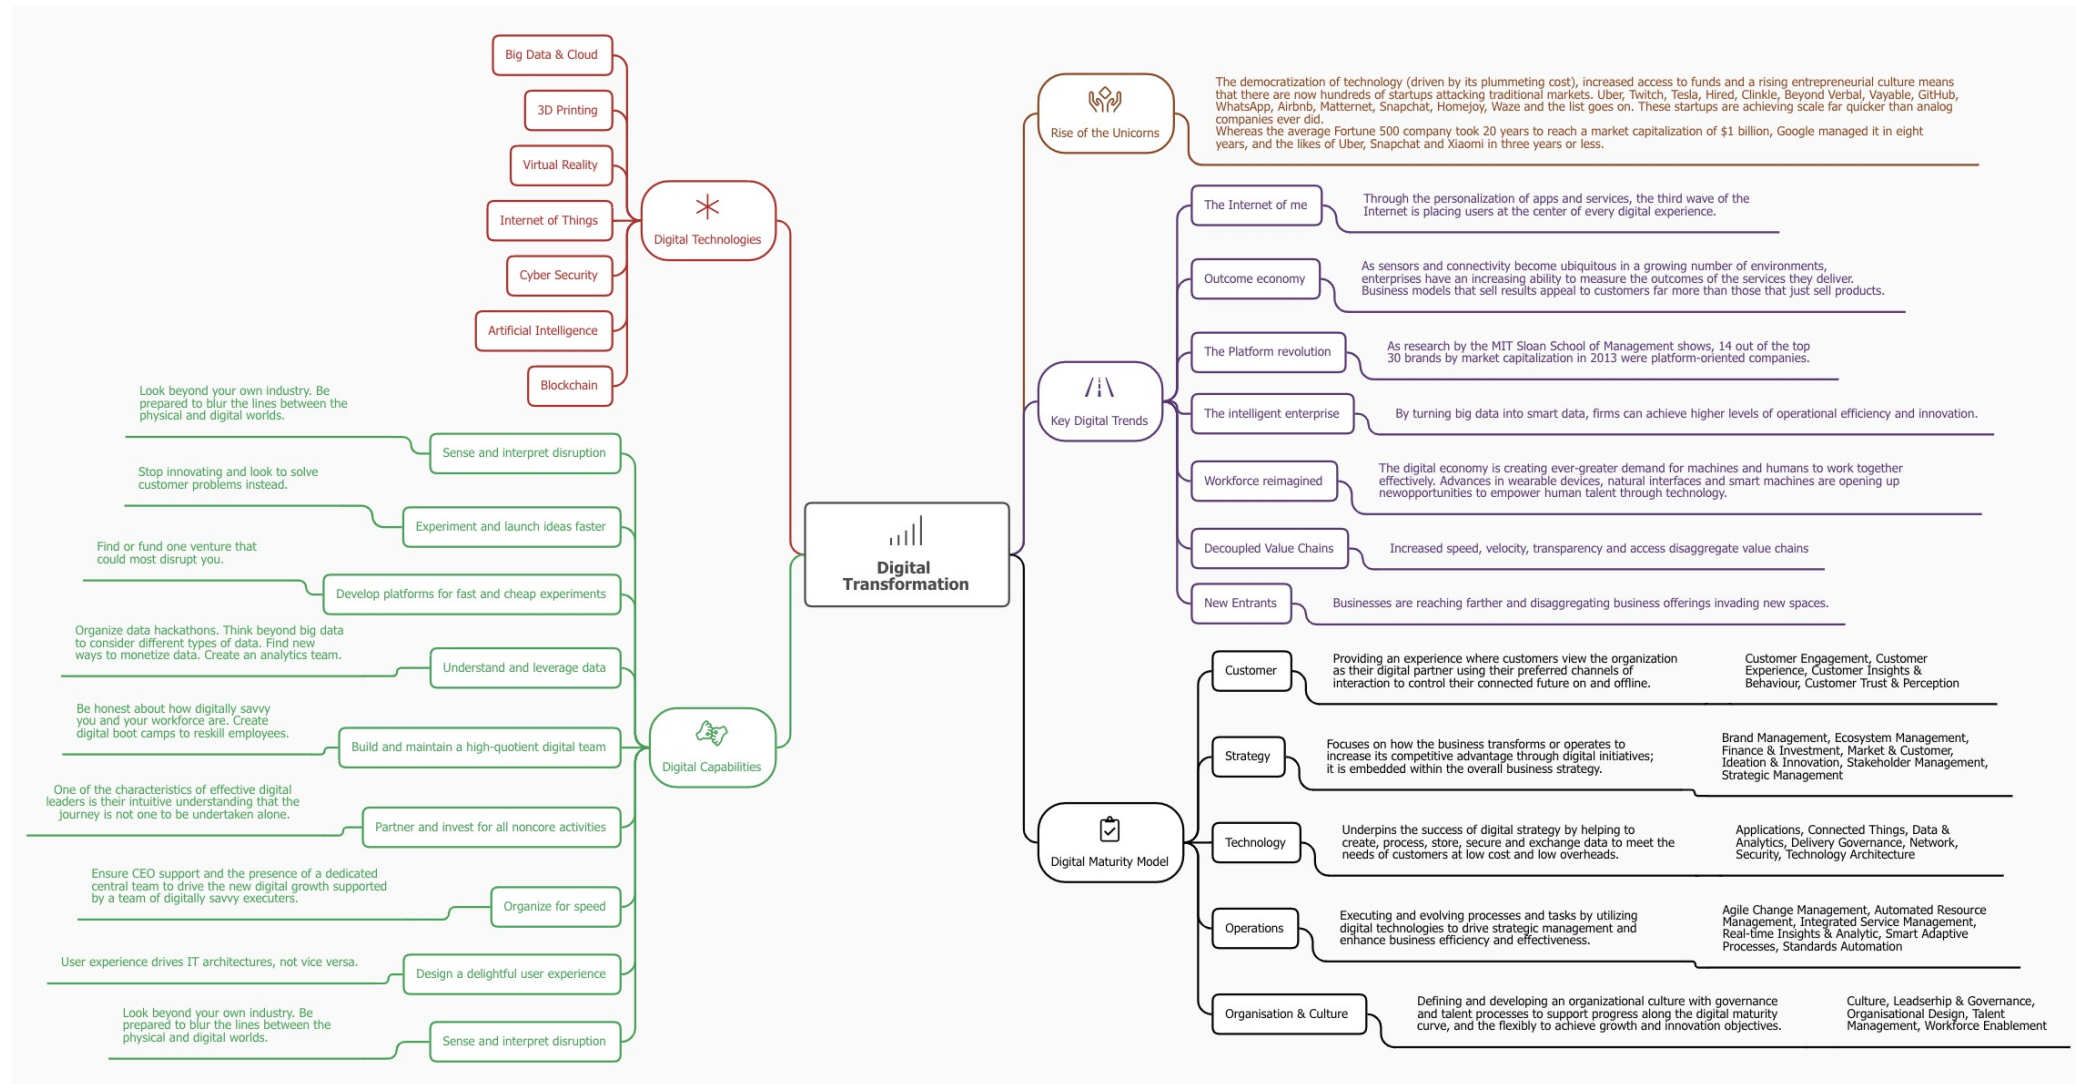 Digital
Transformation
Digital Technologies
Big Data & Cloud
3D Printing
Virtual Reality
Internet of Things
Cyber Security
Artificial Intelligence
Blockchain
Digital Capabilities
Sense and interpret disruption
Look beyond your own industry. Be
prepared to blur the lines between the
physical and digital worlds.
Experiment and launch ideas faster
Stop innovating and look to solve
customer problems instead.
Develop platforms for fast and cheap experiments
Find or fund one venture that
could most disrupt you.
Understand and leverage data
Organize data hackathons. Think beyond big data
to consider different types of data. Find new
ways to monetize data. Create an analytics team.
Build and maintain a high-quotient digital team
Be honest about how digitally savvy
you and your workforce are. Create
digital boot camps to reskill employees.
Partner and invest for all noncore activities
One of the characteristics of effective digital
leaders is their intuitive understanding that the
journey is not one to be undertaken alone.
Organize for speed
Ensure CEO support and the presence of a dedicated
central team to drive the new digital growth supported
by a team of digitally savvy executers.
Design a delightful user experience
User experience drives IT architectures, not vice versa.
Sense and interpret disruption
Look beyond your own industry. Be
prepared to blur the lines between the
physical and digital worlds.
Rise of the Unicorns
The democratization of technology (driven by its plummeting cost), increased access to funds and a rising entrepreneurial culture means
that there are now hundreds of startups attacking traditional markets. Uber, Twitch, Tesla, Hired, Clinkle, Beyond Verbal, Vayable, GitHub,
WhatsApp, Airbnb, Matternet, Snapchat, Homejoy, Waze and the list goes on. These startups are achieving scale far quicker than analog
companies ever did.
Whereas the average Fortune 500 company took 20 years to reach a market capitalization of $1 billion, Google managed it in eight
years, and the likes of Uber, Snapchat and Xiaomi in three years or less.
Key Digital Trends
The Internet of me
Through the personalization of apps and services, the third wave of the
Internet is placing users at the center of every digital experience.
Outcome economy
As sensors and connectivity become ubiquitous in a growing number of environments,
enterprises have an increasing ability to measure the outcomes of the services they deliver.
Business models that sell results appeal to customers far more than those that just sell products.
The Platform revolution
As research by the MIT Sloan School of Management shows, 14 out of the top
30 brands by market capitalization in 2013 were platform-oriented companies.
The intelligent enterprise
By turning big data into smart data, firms can achieve higher levels of operational efficiency and innovation.
Workforce reimagined
The digital economy is creating ever-greater demand for machines and humans to work together
effectively. Advances in wearable devices, natural interfaces and smart machines are opening up
newopportunities to empower human talent through technology.
Decoupled Value Chains
Increased speed, velocity, transparency and access disaggregate value chains
New Entrants
Businesses are reaching farther and disaggregating business offerings invading new spaces.
Digital Maturity Model
Customer
Providing an experience where customers view the organization
as their digital partner using their preferred channels of
interaction to control their connected future on and offline.
Customer Engagement, Customer
Experience, Customer Insights &
Behaviour, Customer Trust & Perception
Strategy
Focuses on how the business transforms or operates to
increase its competitive advantage through digital initiatives;
it is embedded within the overall business strategy.
Brand Management, Ecosystem Management,
Finance & Investment, Market & Customer,
Ideation & Innovation, Stakeholder Management,
Strategic Management
Technology
Underpins the success of digital strategy by helping to
create, process, store, secure and exchange data to meet the
needs of customers at low cost and low overheads.
Applications, Connected Things, Data &
Analytics, Delivery Governance, Network,
Security, Technology Architecture
Operations
Executing and evolving processes and tasks by utilizing
digital technologies to drive strategic management and
enhance business efficiency and effectiveness.
Agile Change Management, Automated Resource
Management, Integrated Service Management,
Real-time Insights & Analytic, Smart Adaptive
Processes, Standards Automation
Organisation & Culture
Defining and developing an organizational culture with governance
and talent processes to support progress along the digital maturity
curve, and the flexibly to achieve growth and innovation objectives.
Culture, Leadserhip & Governance,
Organisational Design, Talent
Management, Workforce Enablement